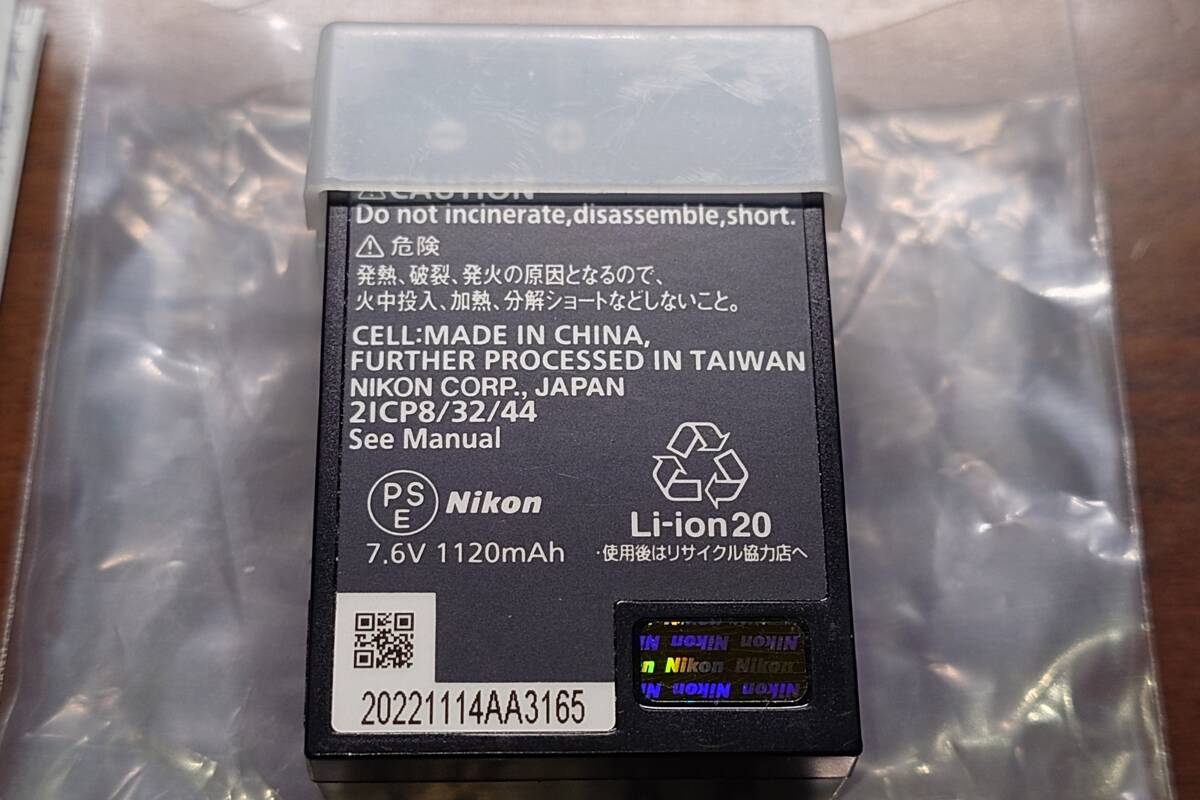 ⚠CAUTION
Do not incinerate,disassemble,short.
⚠危険
発熱、破裂、発火の原因となるので、
火中投入、加熱、分解ショートなどしないこと。
CELL:MADE IN CHINA,
FURTHER PROCESSED IN TAIWAN
NIKON CORP., JAPAN
2ICP8/32/44
See Manual
PS
E
Nikon
7.6V 1120mAh
Li-ion20
・使用後はリサイクル協力店へ
20221114AA3165
Nikon Nikon
n Nikon Nikon
Nikon Nikon